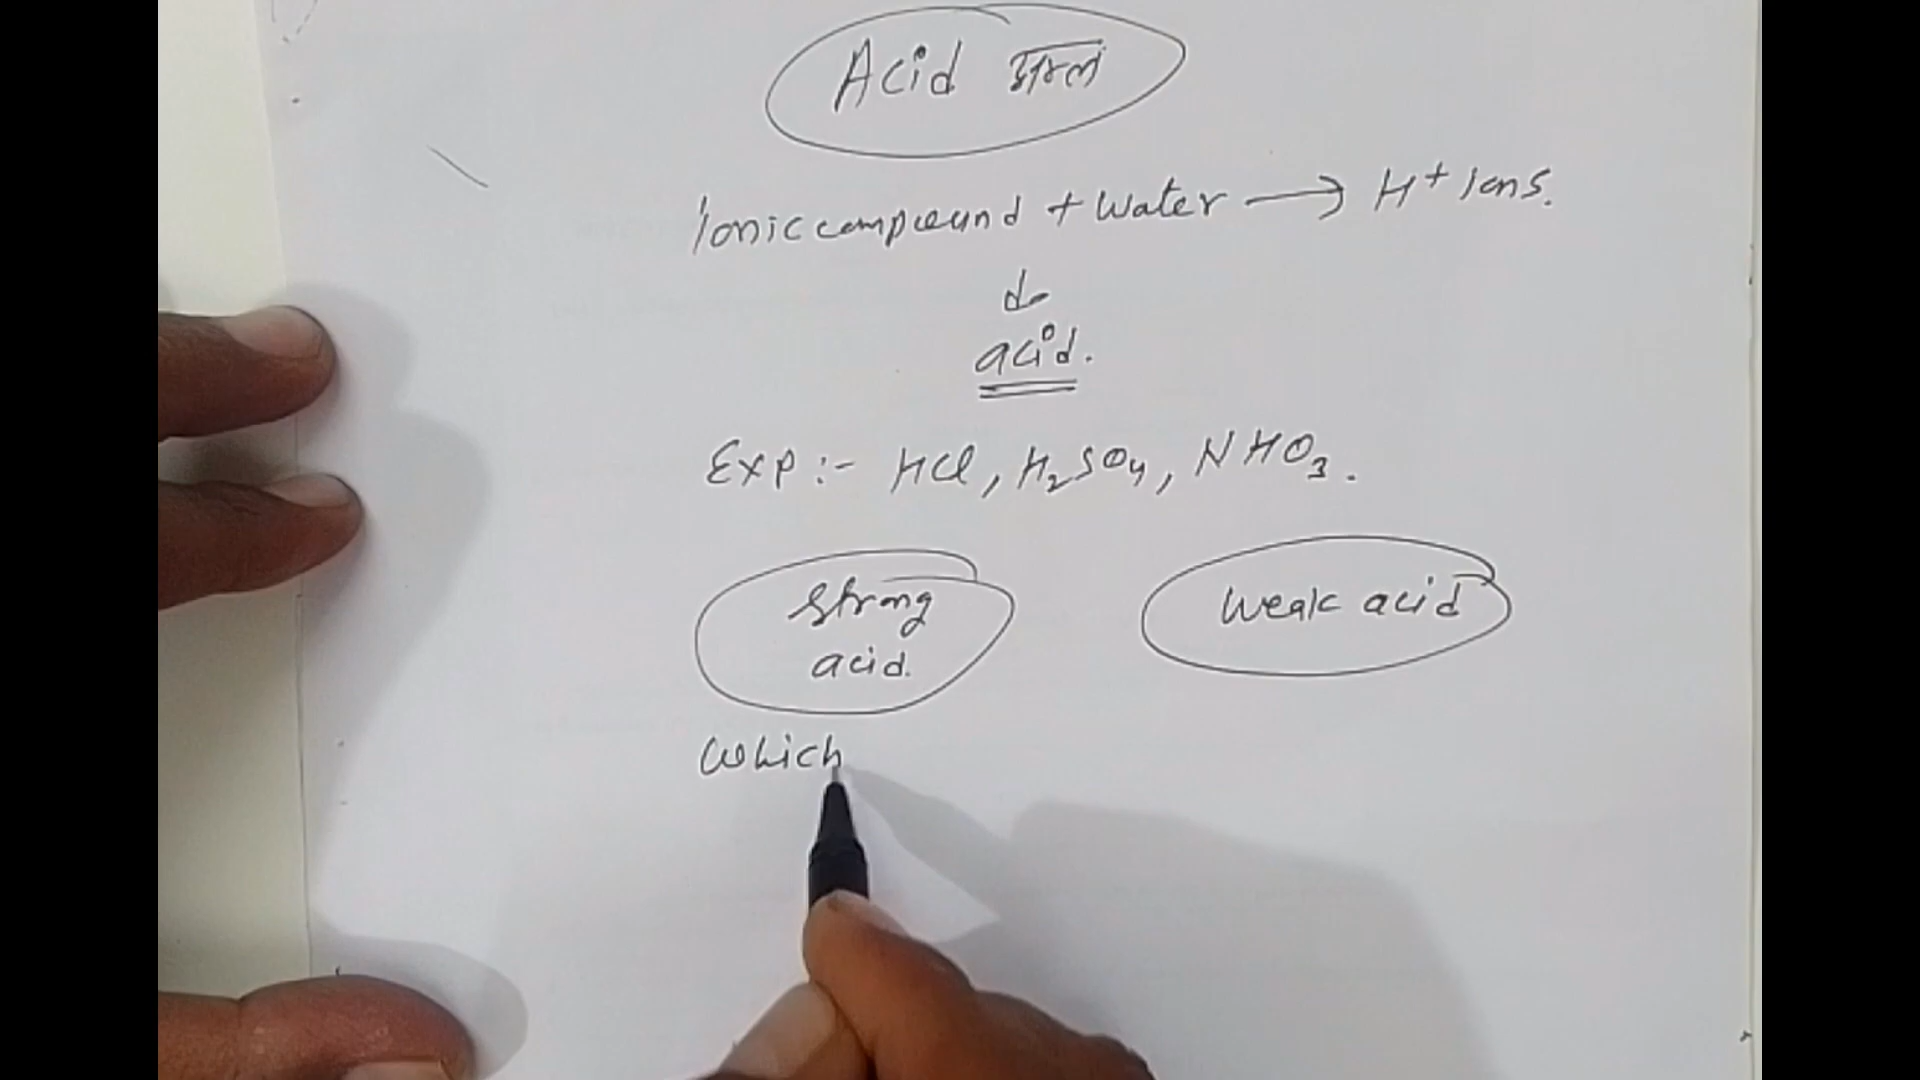 Acid अम्ल
Ionic compound + Water → H+ Ions.
acid.
Exp :- HCl, H2SO4, NHO3.
Strong
acid.
Weak acid
Which